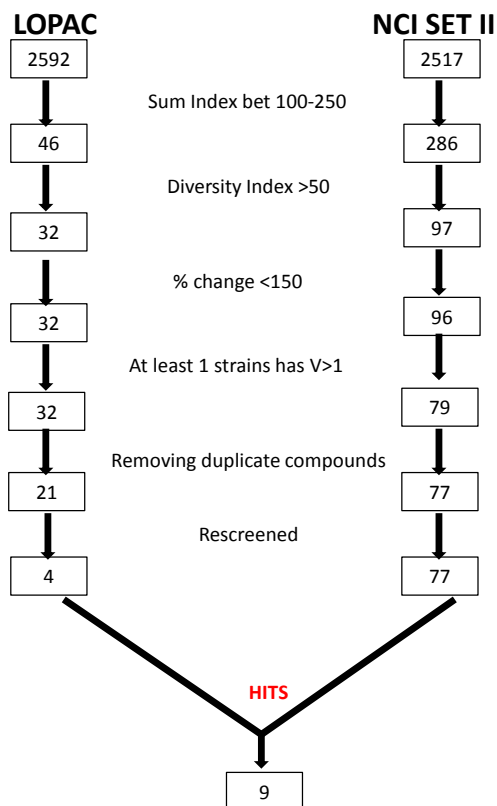 LOPAC NCI SET II
2592 2517
Sum Index bet 100-250
46 286
Diversity Index >50
32 97
% change <150
32 96
At least 1 strains has V>1
32 79
Removing duplicate compounds
21 77
Rescreened
4 77
HITS
9